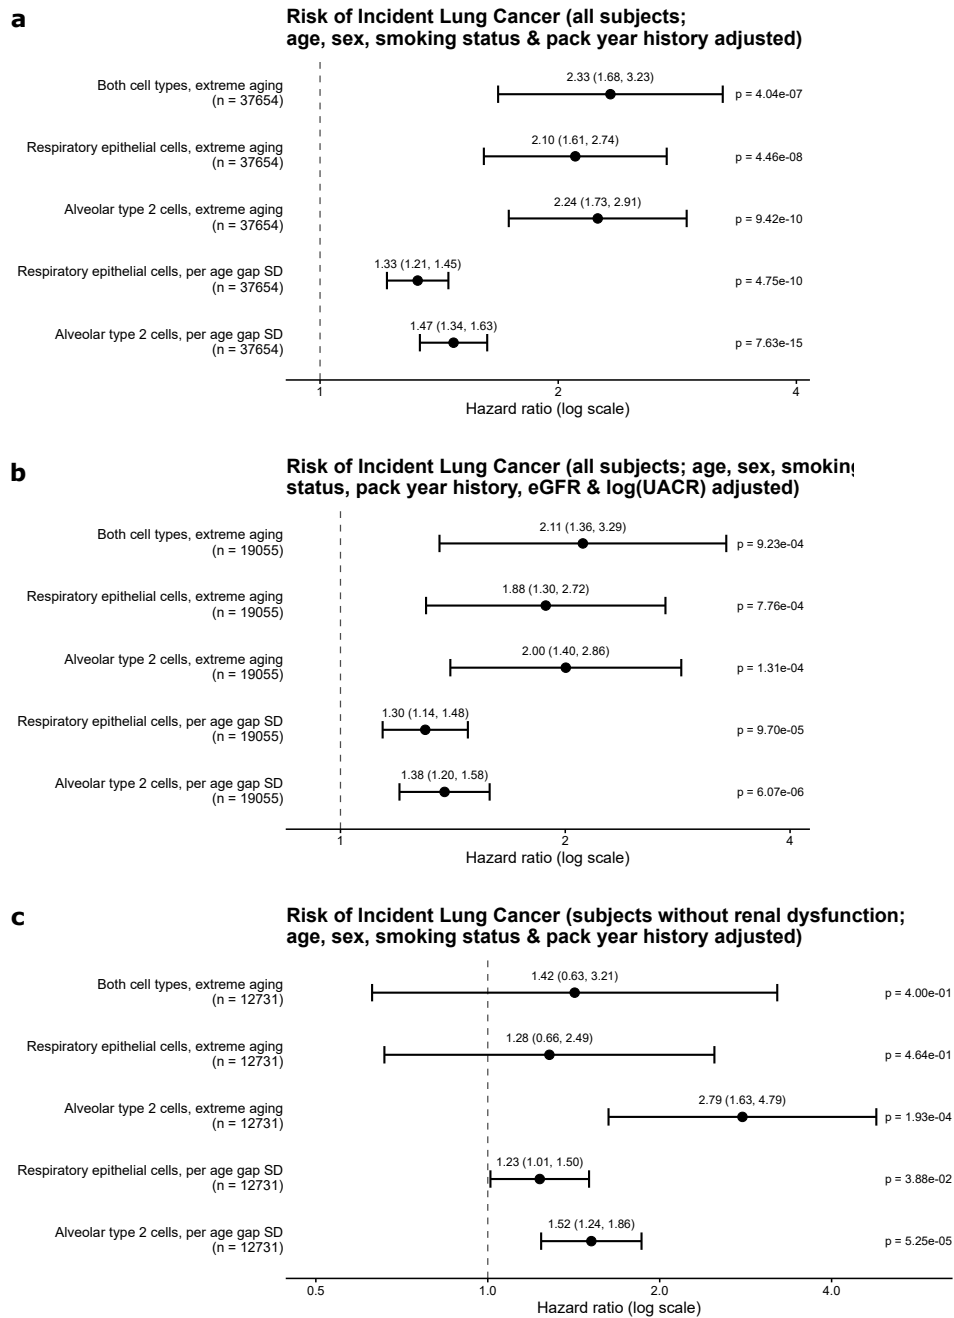 a
Risk of Incident Lung Cancer (all subjects;
age, sex, smoking status & pack year history adjusted)
Both cell types, extreme aging
(n = 37654)
2.33 (1.68, 3.23)
p = 4.04e-07
Respiratory epithelial cells, extreme aging
(n = 37654)
2.10 (1.61, 2.74)
p = 4.46e-08
Alveolar type 2 cells, extreme aging
(n = 37654)
2.24 (1.73, 2.91)
p = 9.42e-10
Respiratory epithelial cells, per age gap SD
(n = 37654)
1.33 (1.21, 1.45)
p = 4.75e-10
Alveolar type 2 cells, per age gap SD
(n = 37654)
1.47 (1.34, 1.63)
p = 7.63e-15
1 2 4
Hazard ratio (log scale)
b
Risk of Incident Lung Cancer (all subjects; age, sex, smoking
status, pack year history, eGFR & log(UACR) adjusted)
Both cell types, extreme aging
(n = 19055)
2.11 (1.36, 3.29)
p = 9.23e-04
Respiratory epithelial cells, extreme aging
(n = 19055)
1.88 (1.30, 2.72)
p = 7.76e-04
Alveolar type 2 cells, extreme aging
(n = 19055)
2.00 (1.40, 2.86)
p = 1.31e-04
Respiratory epithelial cells, per age gap SD
(n = 19055)
1.30 (1.14, 1.48)
p = 9.70e-05
Alveolar type 2 cells, per age gap SD
(n = 19055)
1.38 (1.20, 1.58)
p = 6.07e-06
1 2 4
Hazard ratio (log scale)
c
Risk of Incident Lung Cancer (subjects without renal dysfunction;
age, sex, smoking status & pack year history adjusted)
Both cell types, extreme aging
(n = 12731)
1.42 (0.63, 3.21)
p = 4.00e-01
Respiratory epithelial cells, extreme aging
(n = 12731)
1.28 (0.66, 2.49)
p = 4.64e-01
Alveolar type 2 cells, extreme aging
(n = 12731)
2.79 (1.63, 4.79)
p = 1.93e-04
Respiratory epithelial cells, per age gap SD
(n = 12731)
1.23 (1.01, 1.50)
p = 3.88e-02
Alveolar type 2 cells, per age gap SD
(n = 12731)
1.52 (1.24, 1.86)
p = 5.25e-05
0.5 1.0 2.0 4.0
Hazard ratio (log scale)